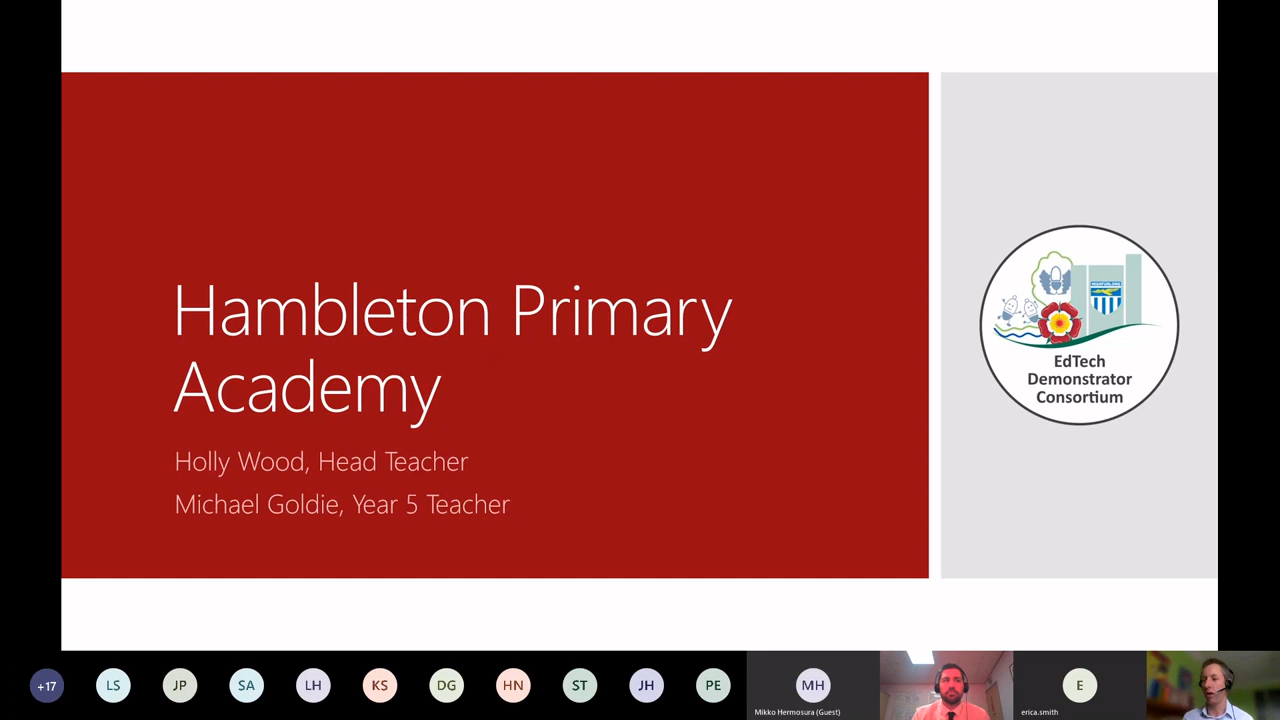 Hambleton Primary
Academy
Holly Wood, Head Teacher
Michael Goldie, Year 5 Teacher
EdTech
Demonstrator
Consortium
+17
LS
JP
SA
LH
KS
DG
HN
ST
JH
PE
MH
Mikko Hermosura (Guest)
E
erica.smith